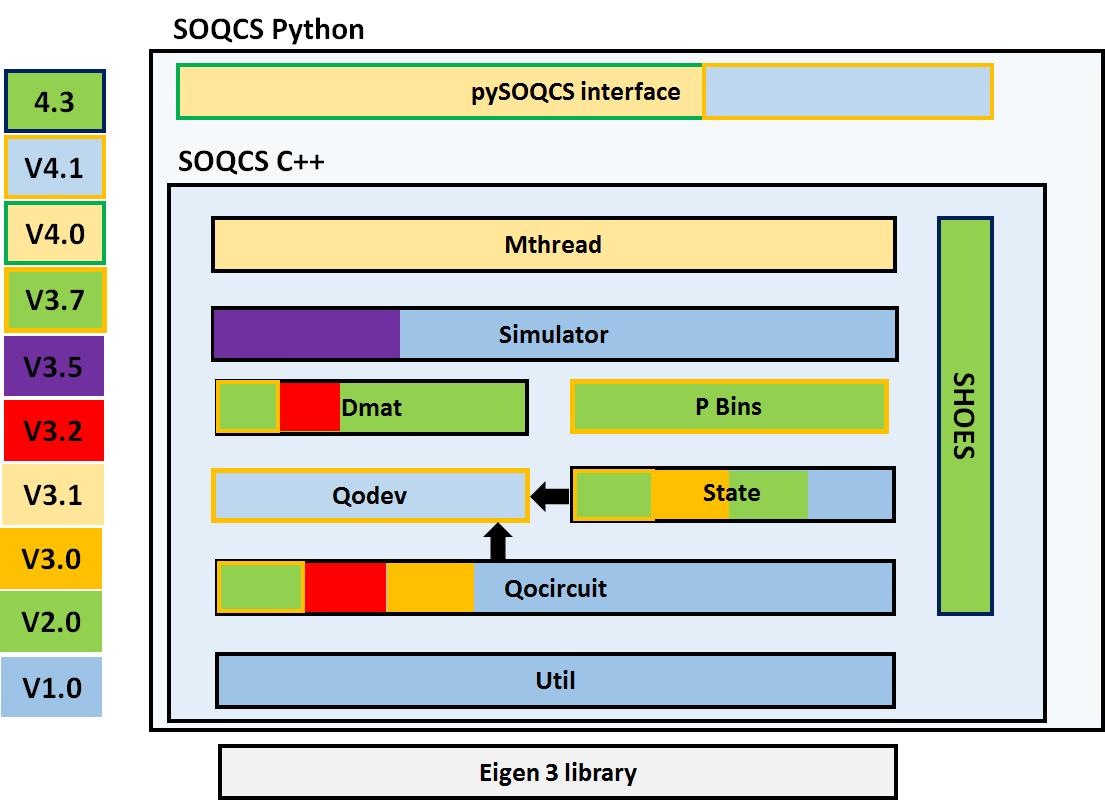 SOQCS Python
4.3
V4.1
V4.0
V3.7
V3.5
V3.2
V3.1
V3.0
V2.0
V1.0
pySOQCS interface
SOQCS C++
Mthread
Simulator
Dmat
P Bins
Qodev
State
Qocircuit
Util
SHOES
Eigen 3 library